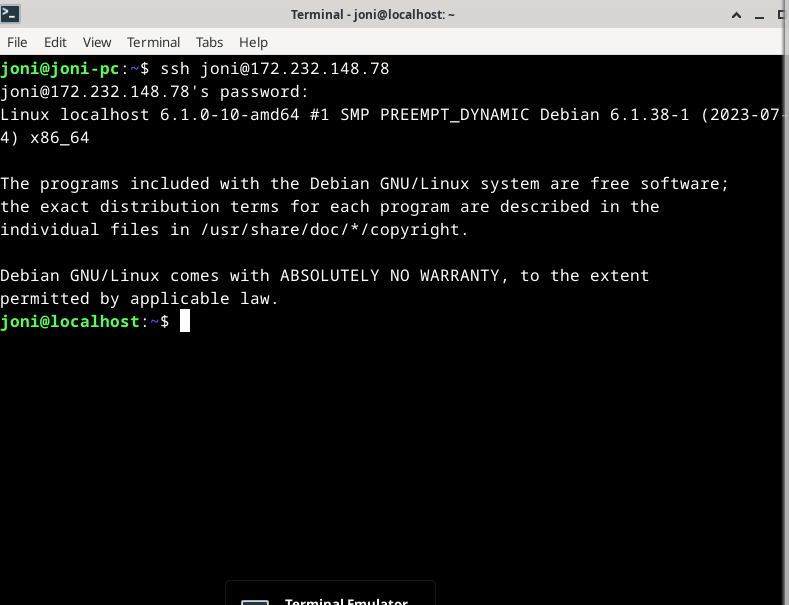 Terminal - joni@localhost: ~
File Edit View Terminal Tabs Help
joni@joni-pc:~$ ssh joni@172.232.148.78
joni@172.232.148.78's password:
Linux localhost 6.1.0-10-amd64 #1 SMP PREEMPT_DYNAMIC Debian 6.1.38-1 (2023-07-
4) x86_64
The programs included with the Debian GNU/Linux system are free software;
the exact distribution terms for each program are described in the
individual files in /usr/share/doc/*/copyright.
Debian GNU/Linux comes with ABSOLUTELY NO WARRANTY, to the extent
permitted by applicable law.
joni@localhost:~$
Terminal Emulator